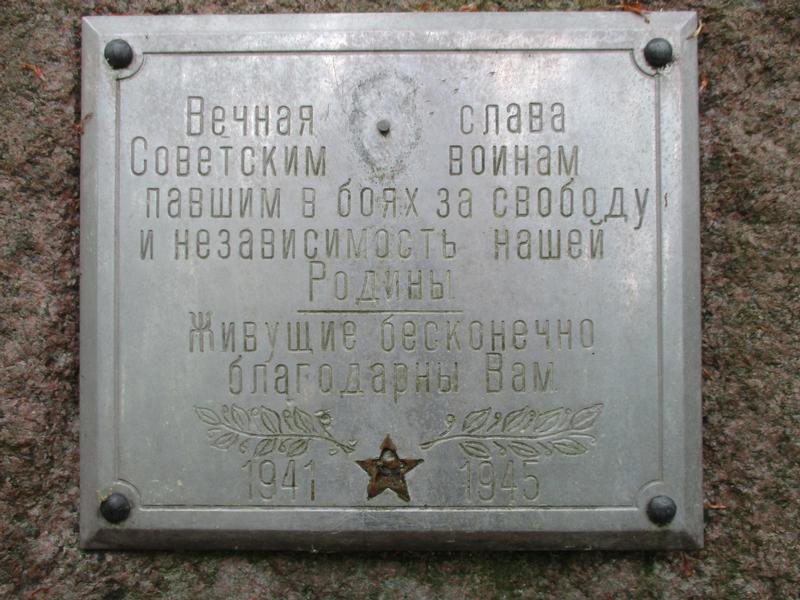 Вечная слава
Советским воинам
павшим в боях за свободу
и независимость нашей
Родины
Живущие бесконечно
благодарны Вам
1941 1945